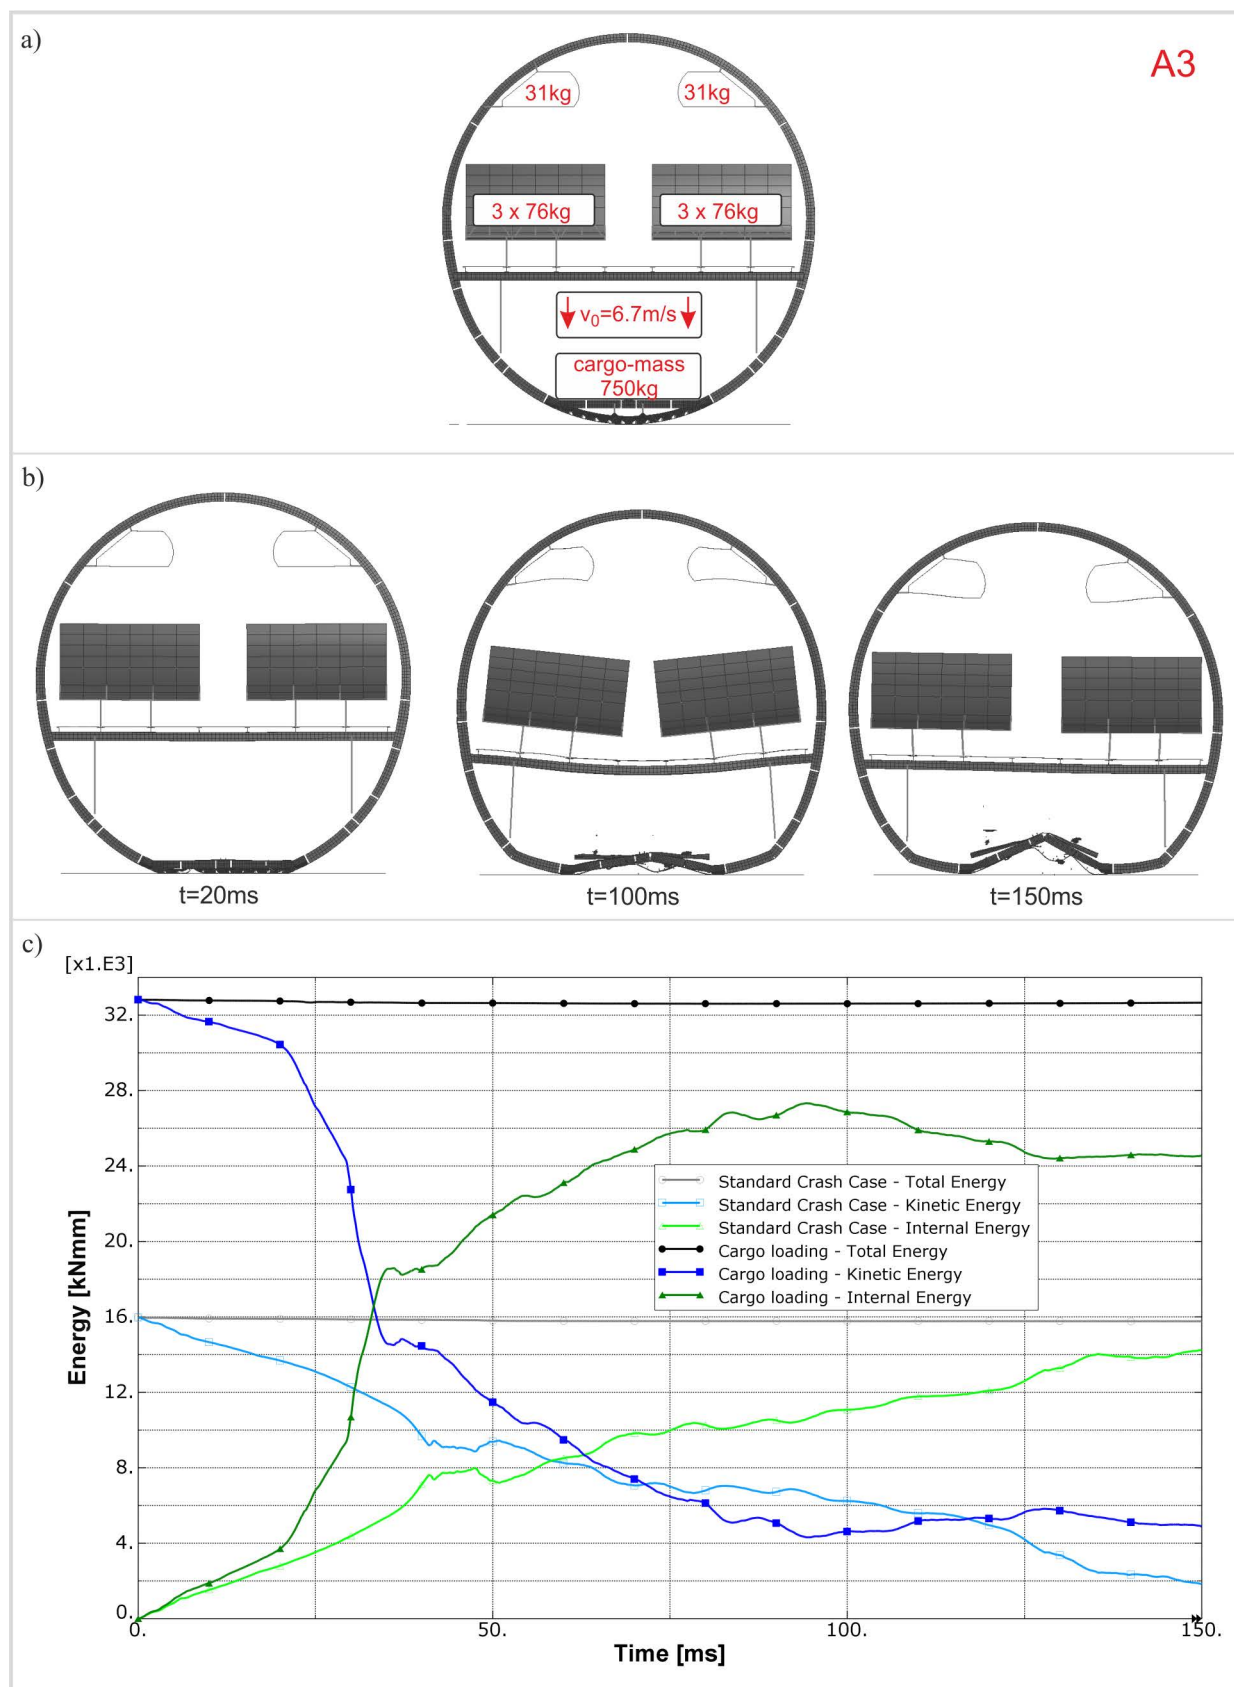 a)
A3
31kg 31kg
3 x 76kg 3 x 76kg
v0=6.7m/s
cargo-mass
750kg
b)
t=20ms t=100ms t=150ms
c)
[x1.E3]
32.
28.
24.
20.
16.
12.
8.
4.
0.
Energy [kNmm]
Standard Crash Case - Total Energy
Standard Crash Case - Kinetic Energy
Standard Crash Case - Internal Energy
Cargo loading - Total Energy
Cargo loading - Kinetic Energy
Cargo loading - Internal Energy
0. 50. 100. 150.
Time [ms]